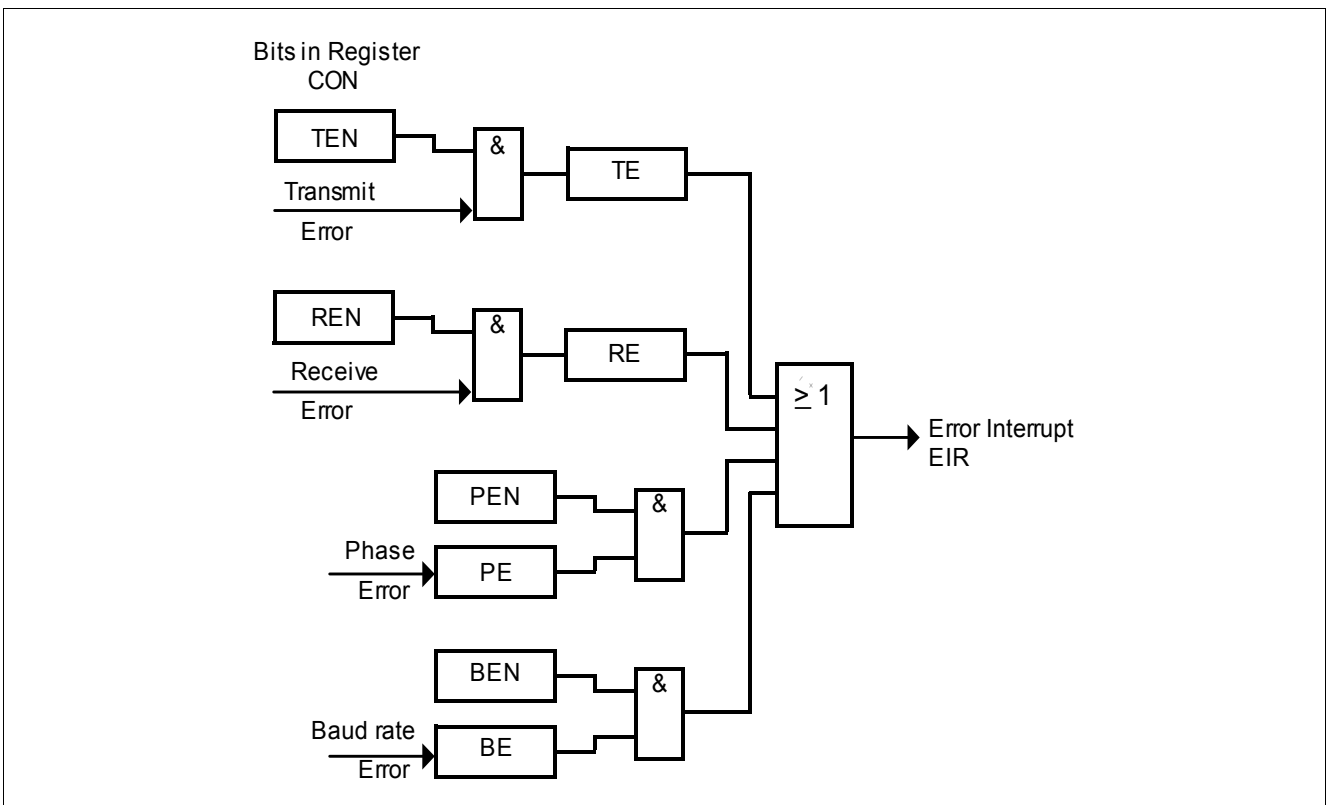 Bits in Register
CON
TEN
&
TE
Transmit
Error
REN
&
RE
Receive
Error
≥ 1
Error Interrupt
EIR
PEN
&
Phase
PE
Error
BEN
&
Baud rate
BE
Error